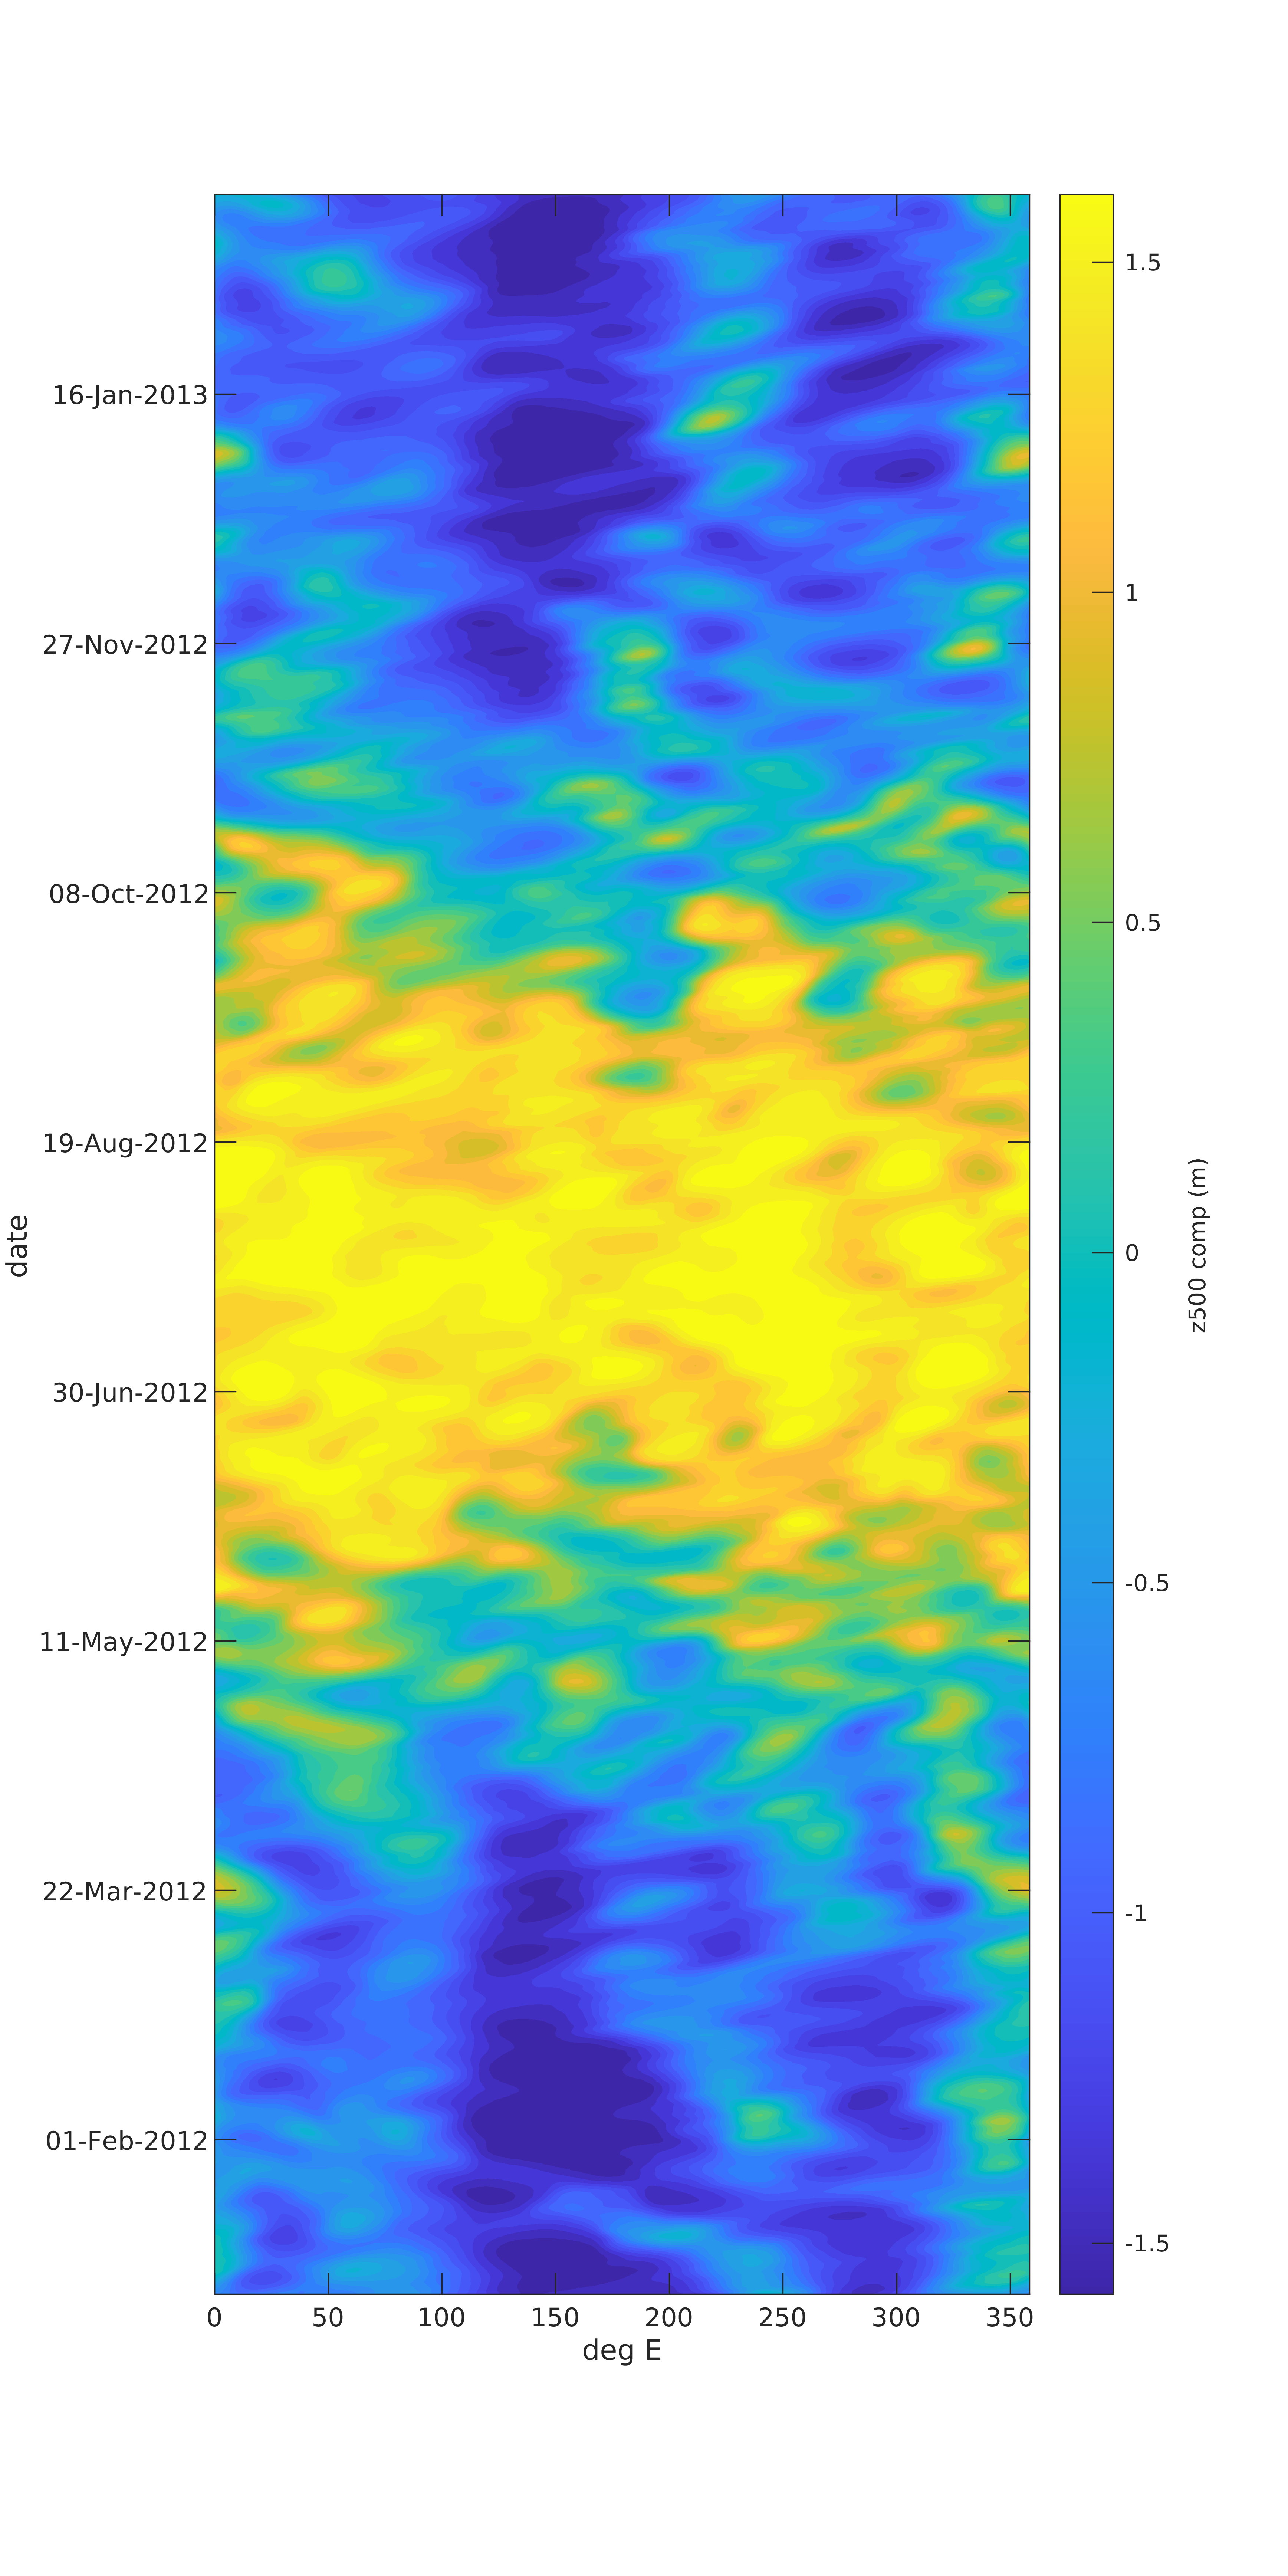 16-Jan-2013
27-Nov-2012
08-Oct-2012
19-Aug-2012
30-Jun-2012
11-May-2012
22-Mar-2012
01-Feb-2012
date
0 50 100 150 200 250 300 350
deg E
1.5
1
0.5
0
-0.5
-1
-1.5
z500 comp (m)